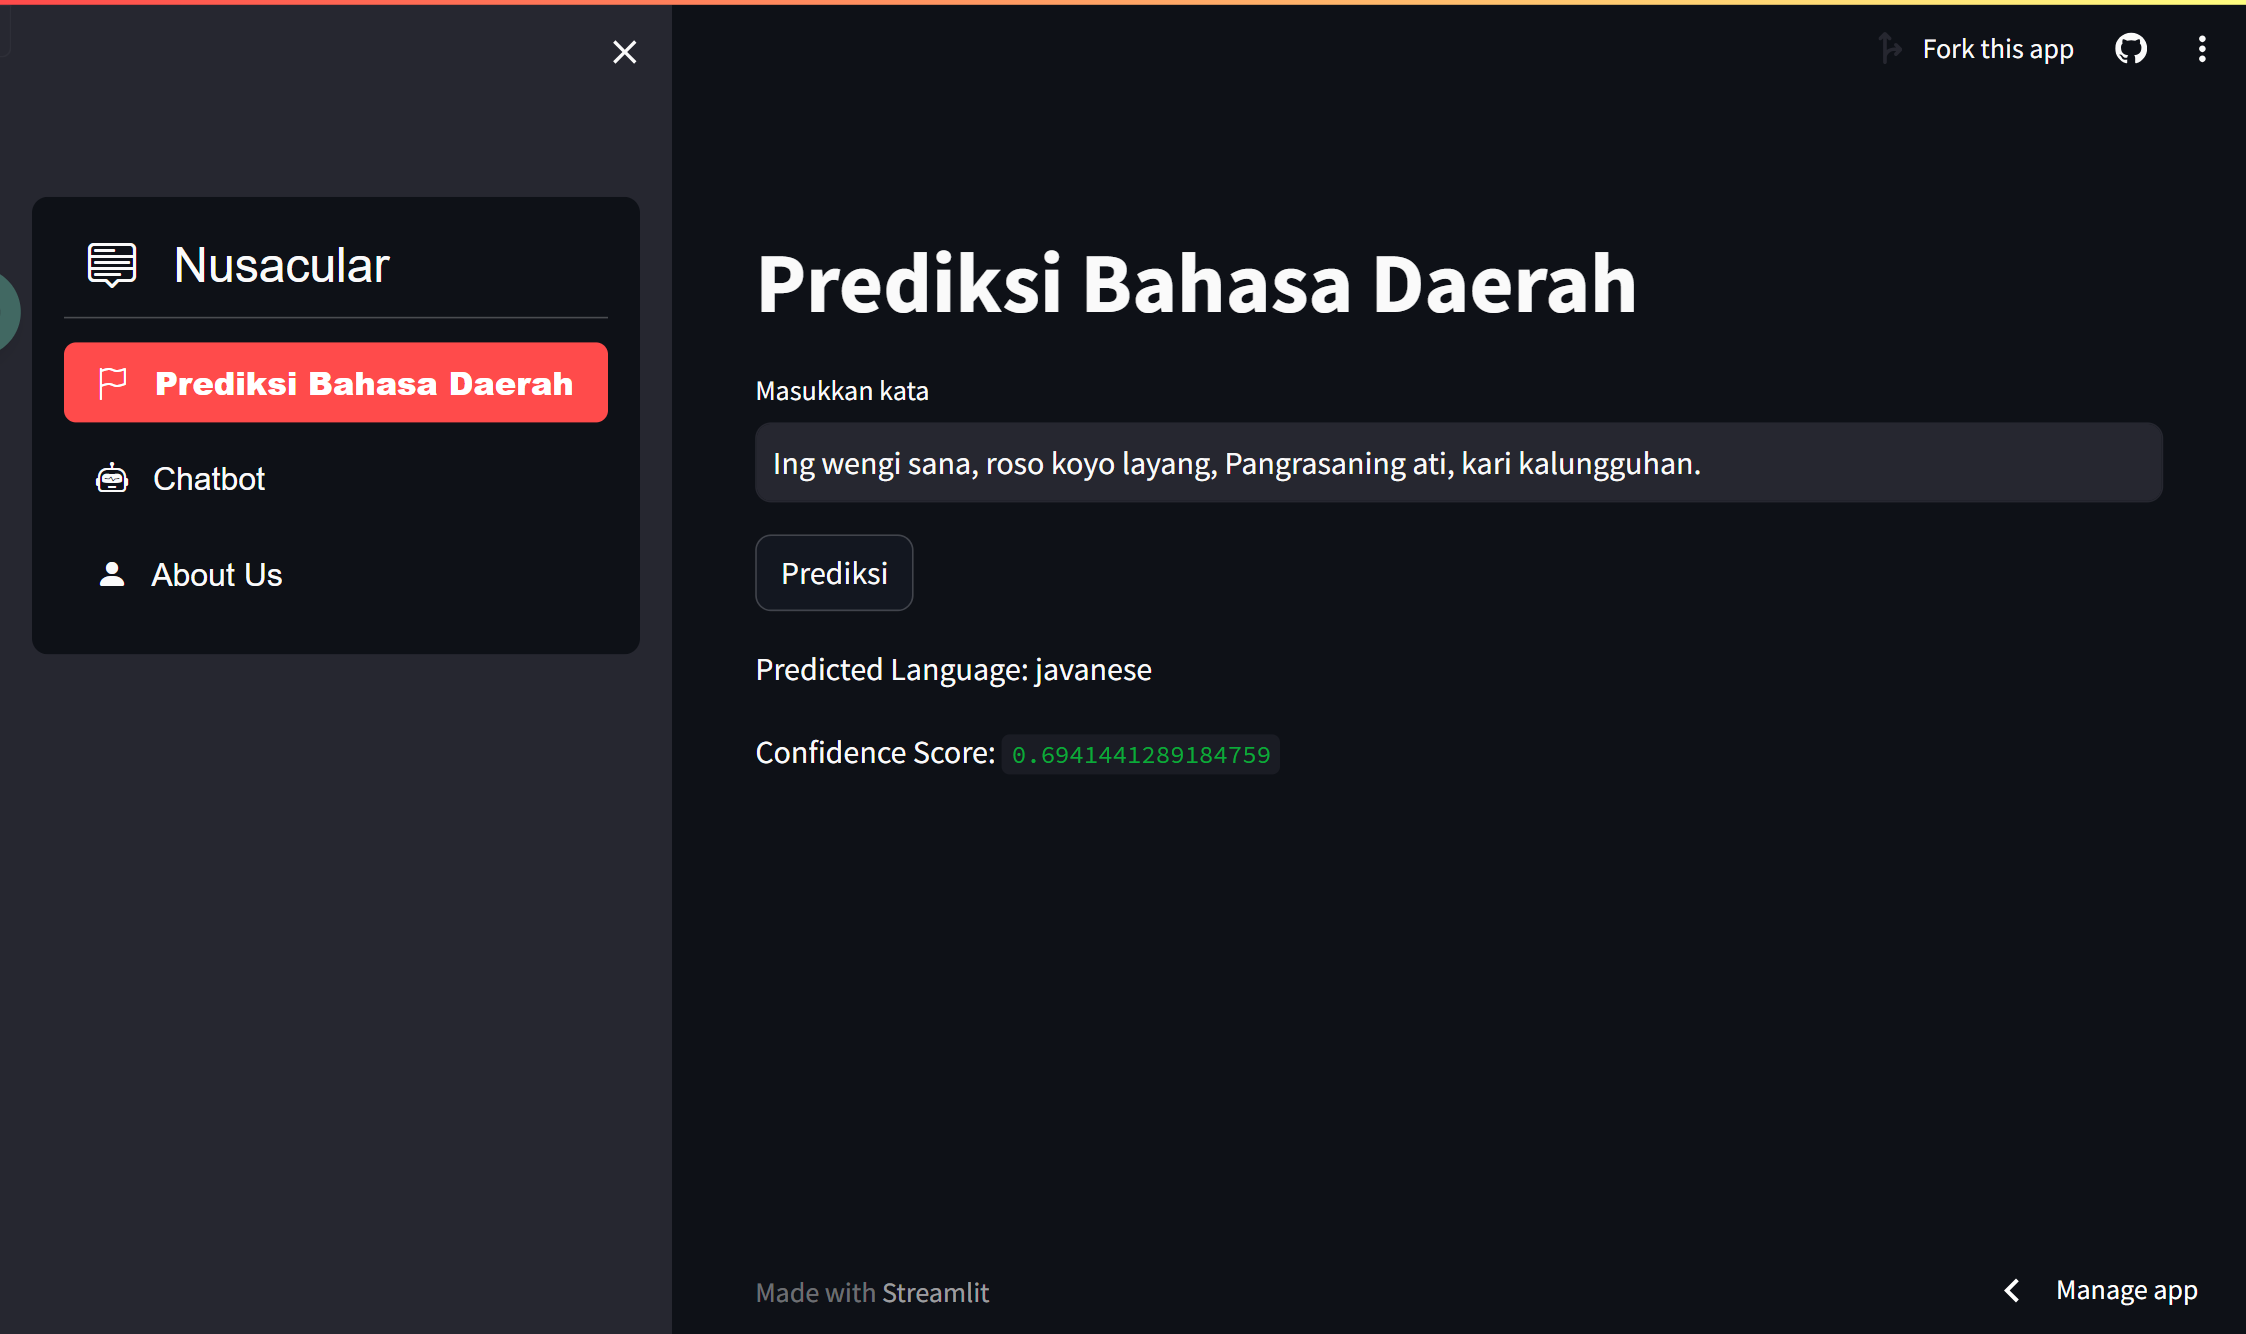 Nusacular
Prediksi Bahasa Daerah
Chatbot
About Us
Fork this app
Prediksi Bahasa Daerah
Masukkan kata
Ing wengi sana, roso koyo layang, Pangrasaning ati, kari kalungguhan.
Prediksi
Predicted Language: javanese
Confidence Score: 0.6941441289184759
Made with Streamlit
Manage app